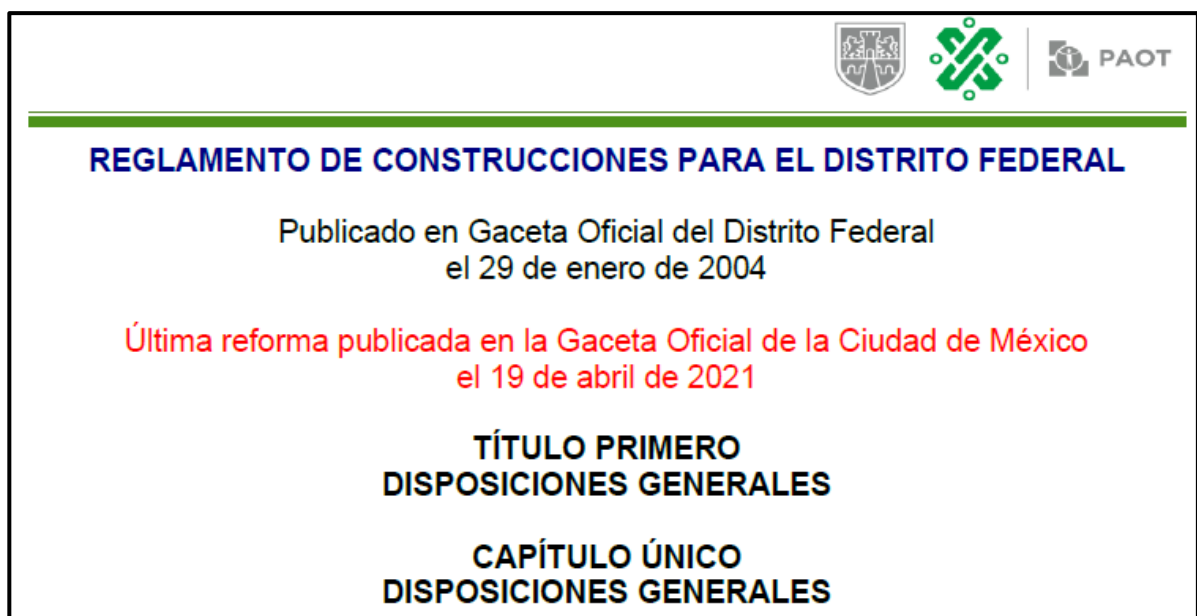 PAOT
REGLAMENTO DE CONSTRUCCIONES PARA EL DISTRITO FEDERAL
Publicado en Gaceta Oficial del Distrito Federal
el 29 de enero de 2004
Última reforma publicada en la Gaceta Oficial de la Ciudad de México
el 19 de abril de 2021
TÍTULO PRIMERO
DISPOSICIONES GENERALES
CAPÍTULO ÚNICO
DISPOSICIONES GENERALES